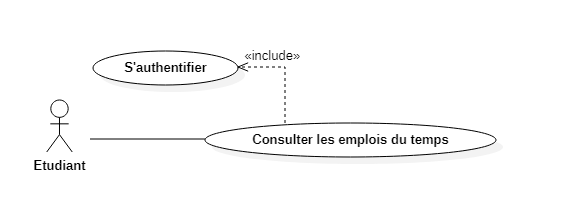 «include»
S'authentifier
Consulter les emplois du temps
Etudiant